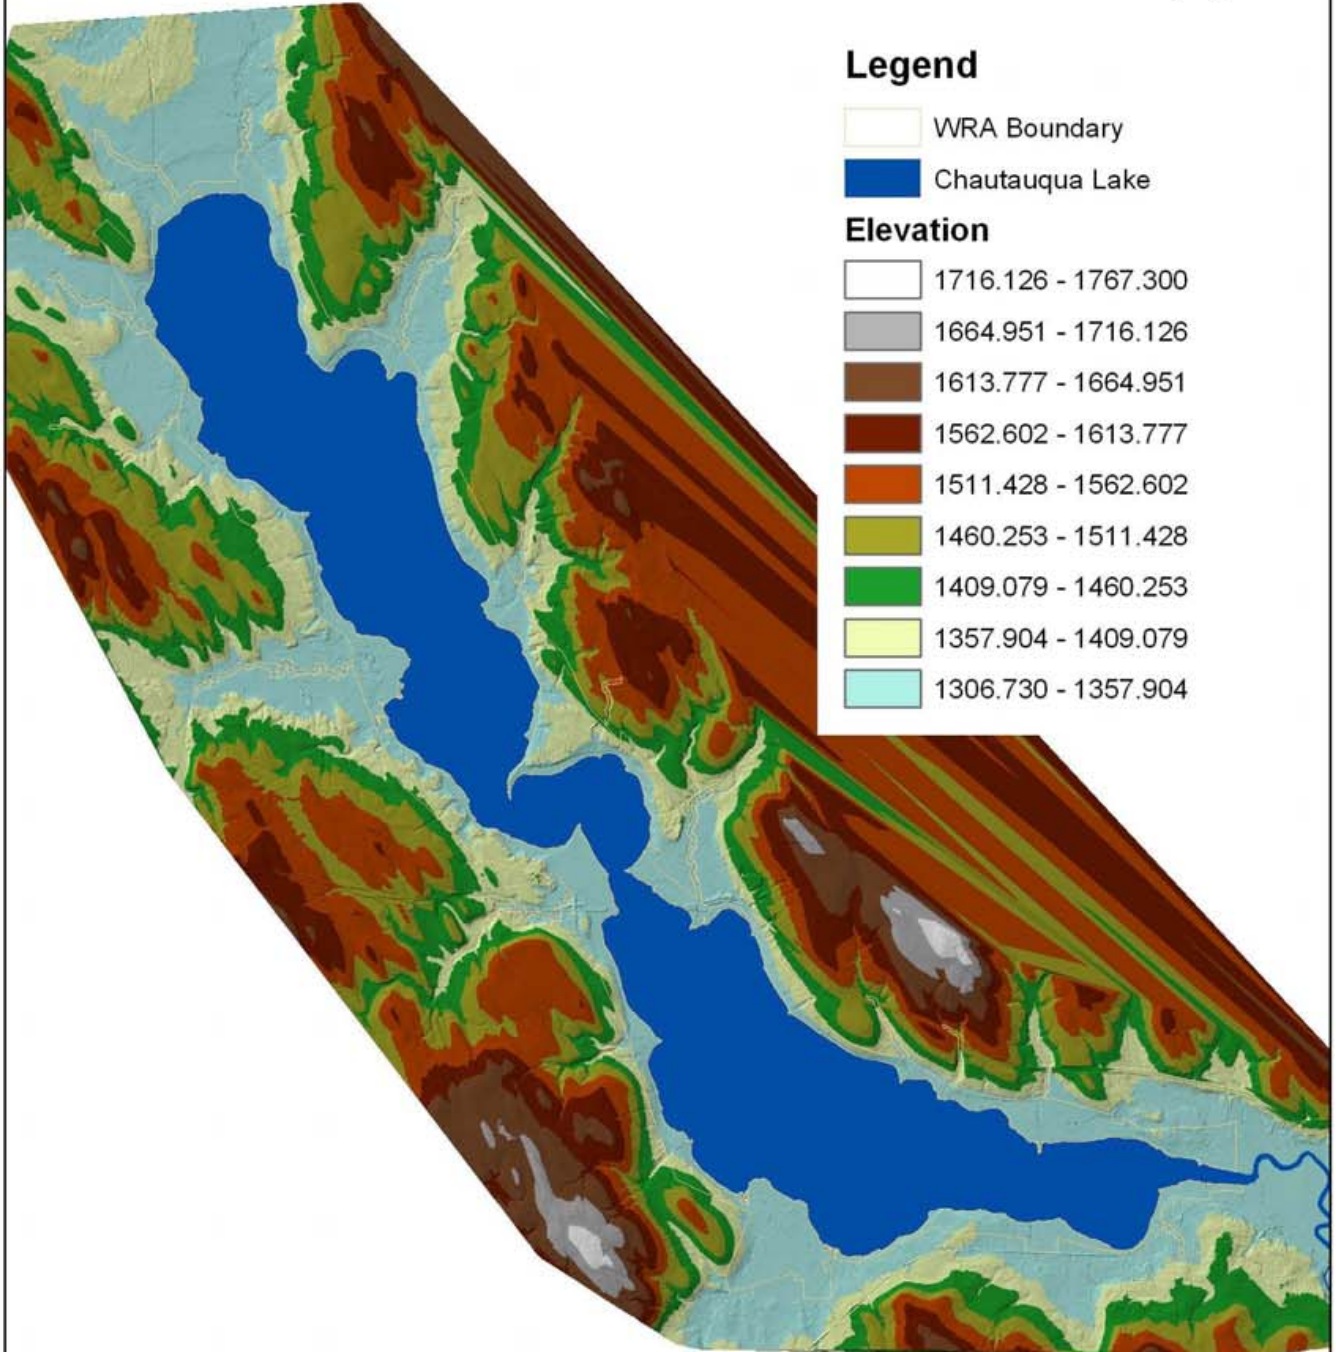 Legend
WRA Boundary
Chautauqua Lake
Elevation
1716.126 - 1767.300
1664.951 - 1716.126
1613.777 - 1664.951
1562.602 - 1613.777
1511.428 - 1562.602
1460.253 - 1511.428
1409.079 - 1460.253
1357.904 - 1409.079
1306.730 - 1357.904